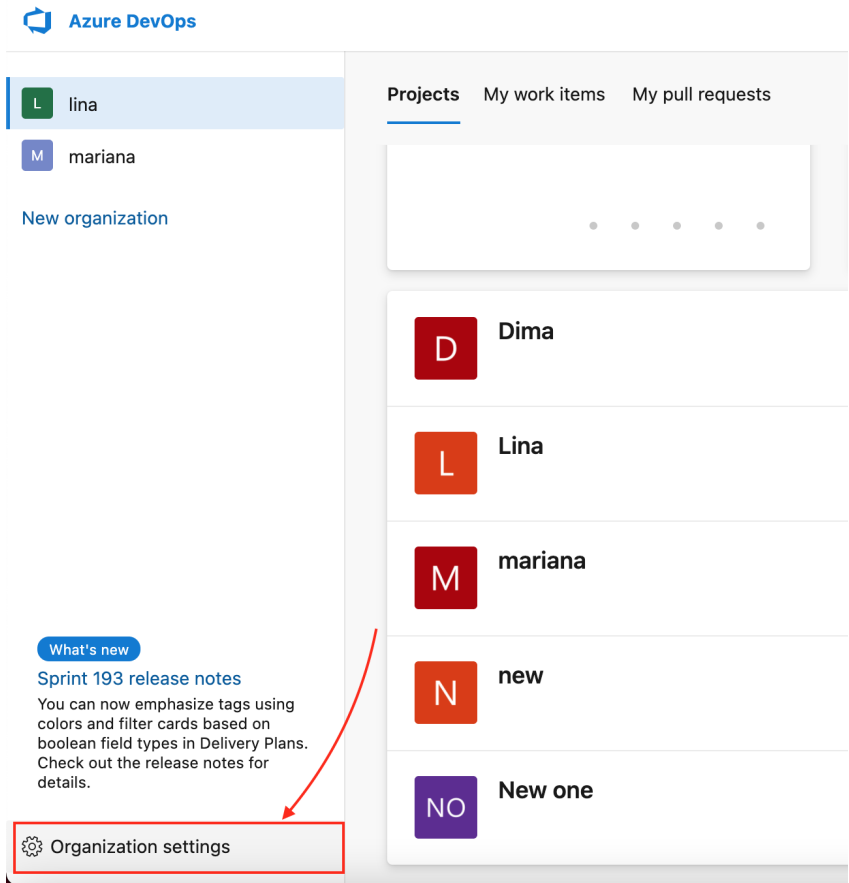 Azure DevOps
L
lina
M
mariana
New organization
What's new
Sprint 193 release notes
You can now emphasize tags using
colors and filter cards based on
boolean field types in Delivery Plans.
Check out the release notes for
details.
Organization settings
Projects My work items My pull requests
D
Dima
L
Lina
M
mariana
N
new
NO
New one